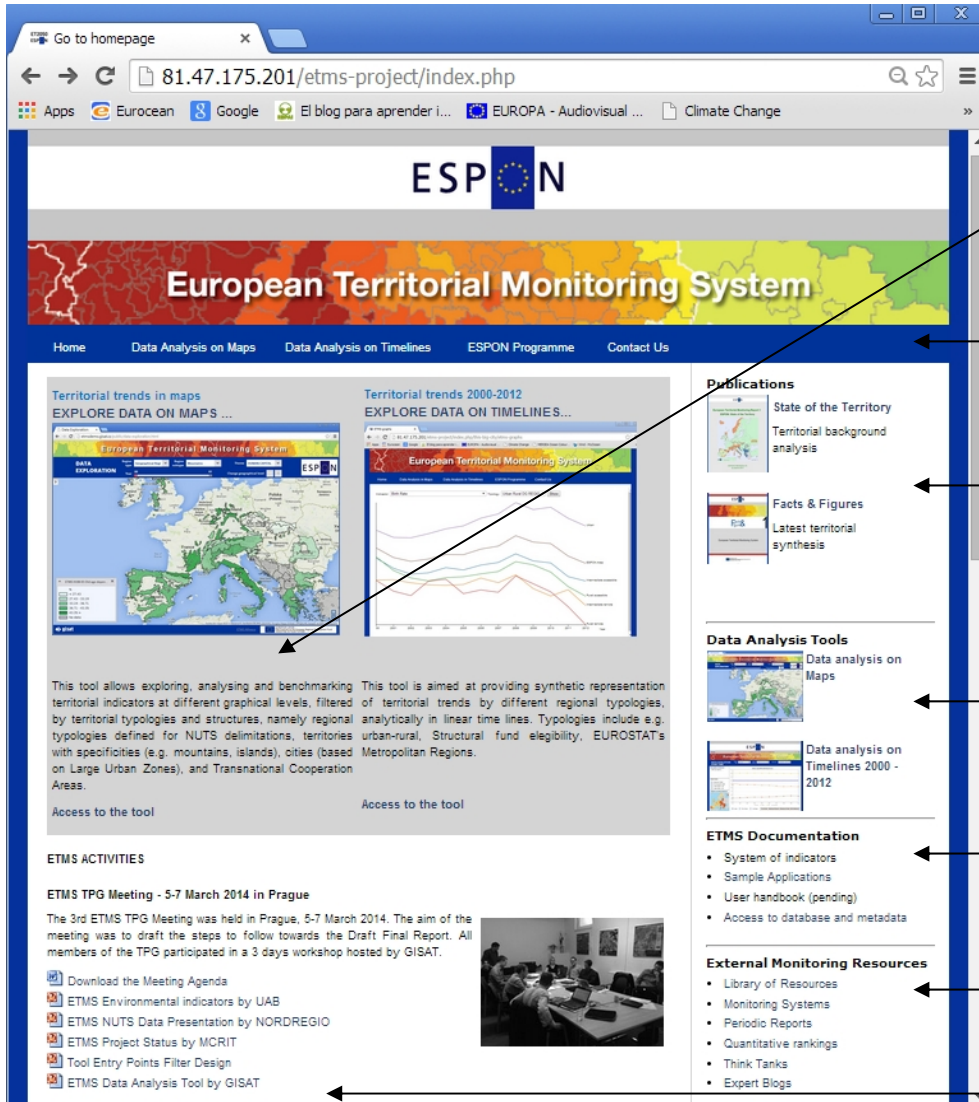 Go to homepage
81.47.175.201/etms-project/index.php
Apps Eurocean Google El blog para aprender i... EUROPA - Audiovisual ... Climate Change »
ESPON
European Territorial Monitoring System
Home Data Analysis on Maps Data Analysis on Timelines ESPON Programme Contact Us
Territorial trends in maps
EXPLORE DATA ON MAPS ...
European Territorial Monitoring System
DATA EXPLORATION
ESPON
Territorial trends 2000-2012
EXPLORE DATA ON TIMELINES...
European Territorial Monitoring System
This tool allows exploring, analysing and benchmarking
territorial indicators at different graphical levels, filtered
by territorial typologies and structures, namely regional
typologies defined for NUTS delimitations, territories
with specificities (e.g. mountains, islands), cities (based
on Large Urban Zones), and Transnational Cooperation
Areas.
Access to the tool
This tool is aimed at providing synthetic representation
of territorial trends by different regional typologies,
analytically in linear time lines. Typologies include e.g.
urban-rural, Structural fund elegibility, EUROSTAT's
Metropolitan Regions.
Access to the tool
ETMS ACTIVITIES
ETMS TPG Meeting - 5-7 March 2014 in Prague
The 3rd ETMS TPG Meeting was held in Prague, 5-7 March 2014. The aim of the
meeting was to draft the steps to follow towards the Draft Final Report. All
members of the TPG participated in a 3 days workshop hosted by GISAT.
Download the Meeting Agenda
ETMS Environmental indicators by UAB
ETMS NUTS Data Presentation by NORDREGIO
ETMS Project Status by MCRIT
Tool Entry Points Filter Design
ETMS Data Analysis Tool by GISAT
Publications
State of the Territory
Territorial background
analysis
Facts & Figures
Latest territorial
synthesis
Data Analysis Tools
Data analysis on
Maps
Data analysis on
Timelines 2000 -
2012
ETMS Documentation
• System of indicators
• Sample Applications
• User handbook (pending)
• Access to database and metadata
External Monitoring Resources
• Library of Resources
• Monitoring Systems
• Periodic Reports
• Quantitative rankings
• Think Tanks
• Expert Blogs